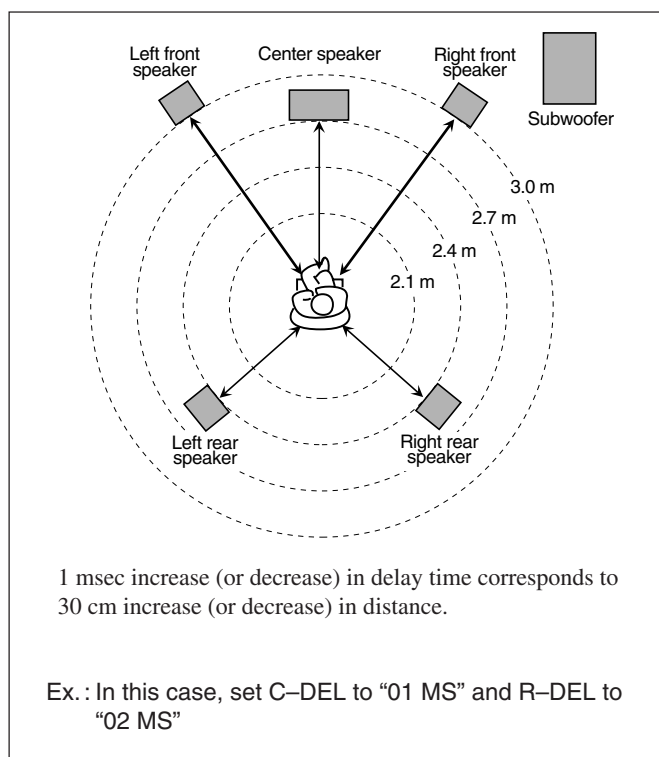 Left front
speaker
Center speaker
Right front
speaker
Subwoofer
3.0 m
2.7 m
2.4 m
2.1 m
Left rear
speaker
Right rear
speaker
1 msec increase (or decrease) in delay time corresponds to
30 cm increase (or decrease) in distance.
Ex. : In this case, set C–DEL to “01 MS” and R–DEL to
“02 MS”